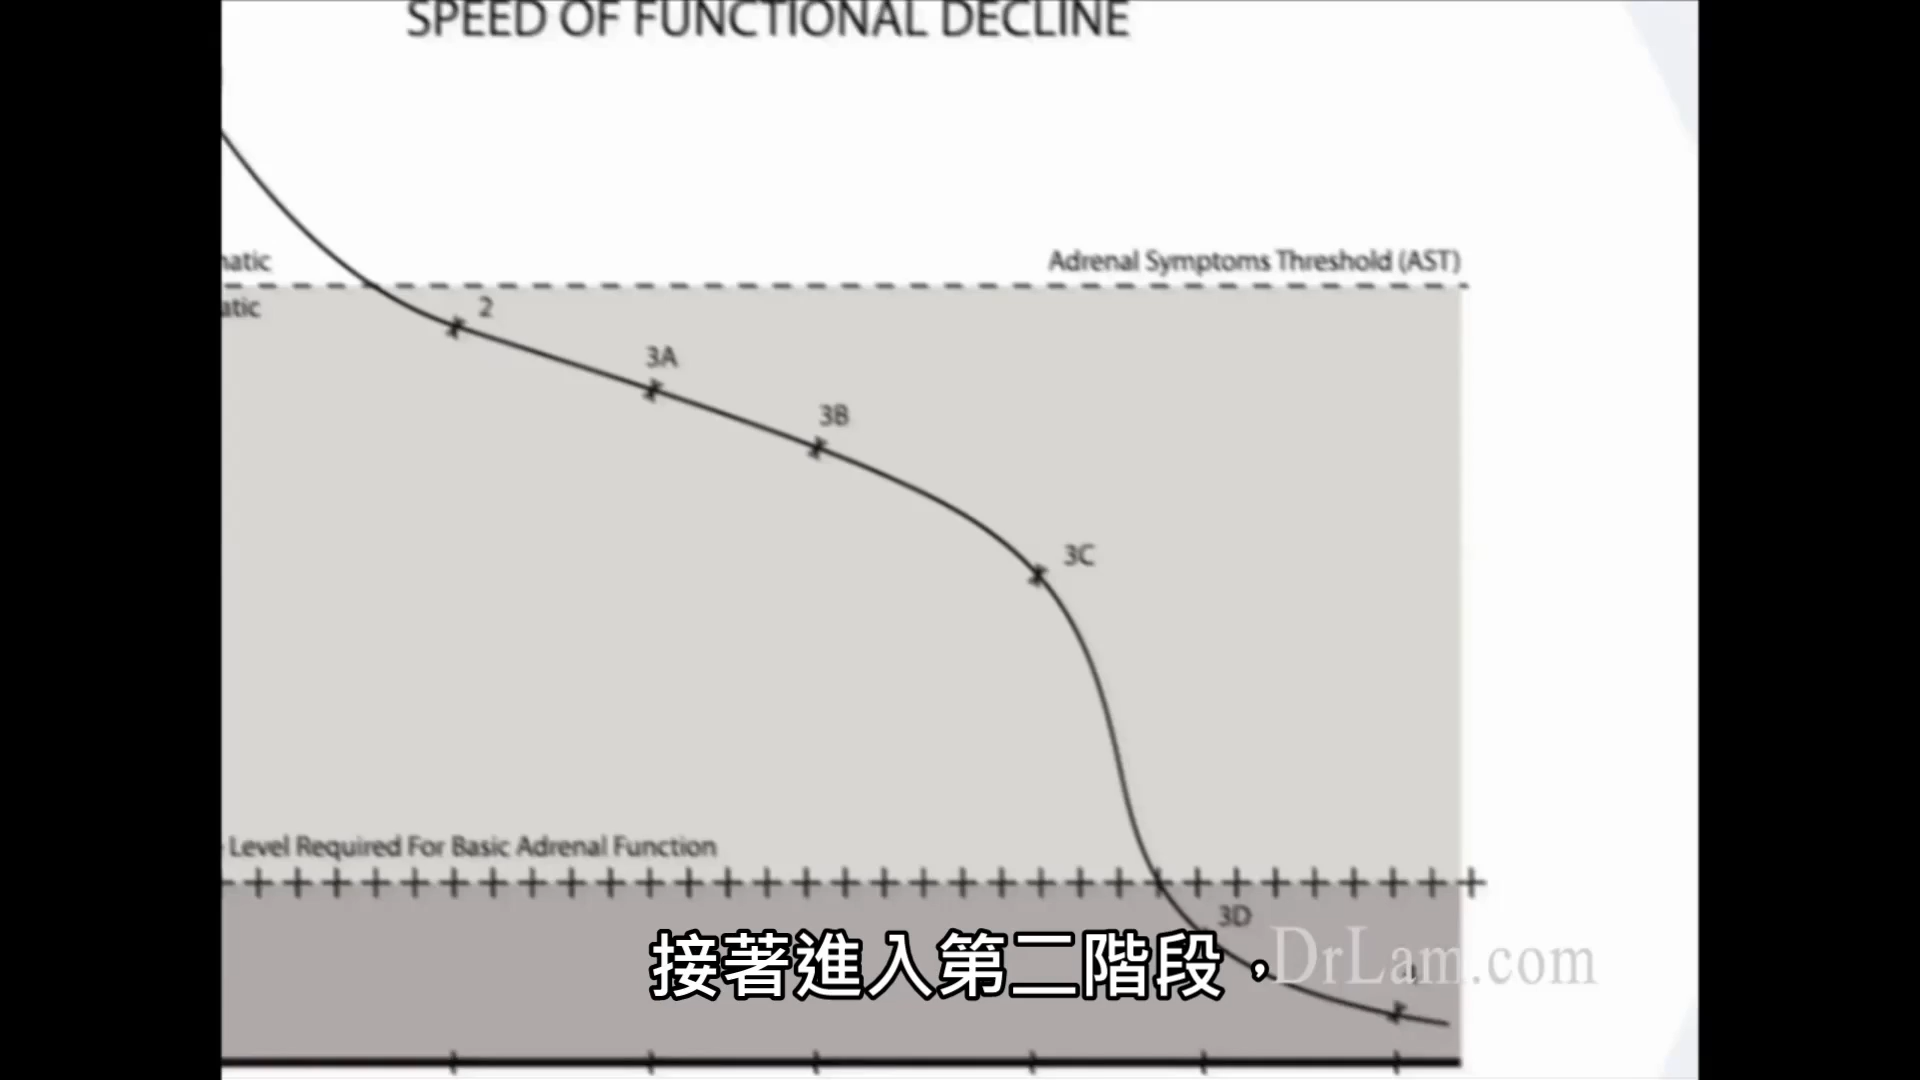 SPEED OF FUNCTIONAL DECLINE
Adrenal Symptoms Threshold (AST)
2
3A
3B
3C
Level Required For Basic Adrenal Function
3D
接著進入第二階段，
DrLam.com